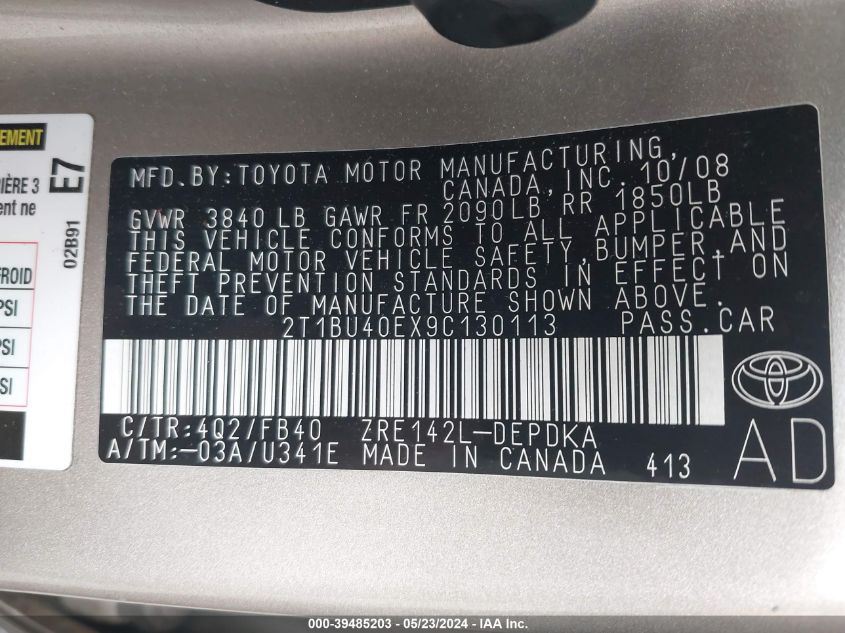 EMENT
E7
IÈRE 3
ent ne
02B91
FROID
PSI
PSI
SI
MFD. BY: TOYOTA MOTOR MANUFACTURING,
CANADA, INC. 10/08
GVWR 3840 LB GAWR FR 2090LB RR 1850LB
THIS VEHICLE CONFORMS TO ALL APPLICABLE
FEDERAL MOTOR VEHICLE SAFETY, BUMPER, AND
THEFT PREVENTION STANDARDS IN EFFECT ON
THE DATE OF MANUFACTURE SHOWN ABOVE.
2T1BU40EX9C130113 PASS.CAR
C/TR:4Q2/FB40 ZRE142L-DEPDKA
A/TM:-03A/U341E MADE IN CANADA 413
AD
000-39485203 - 05/23/2024 - IAA Inc.